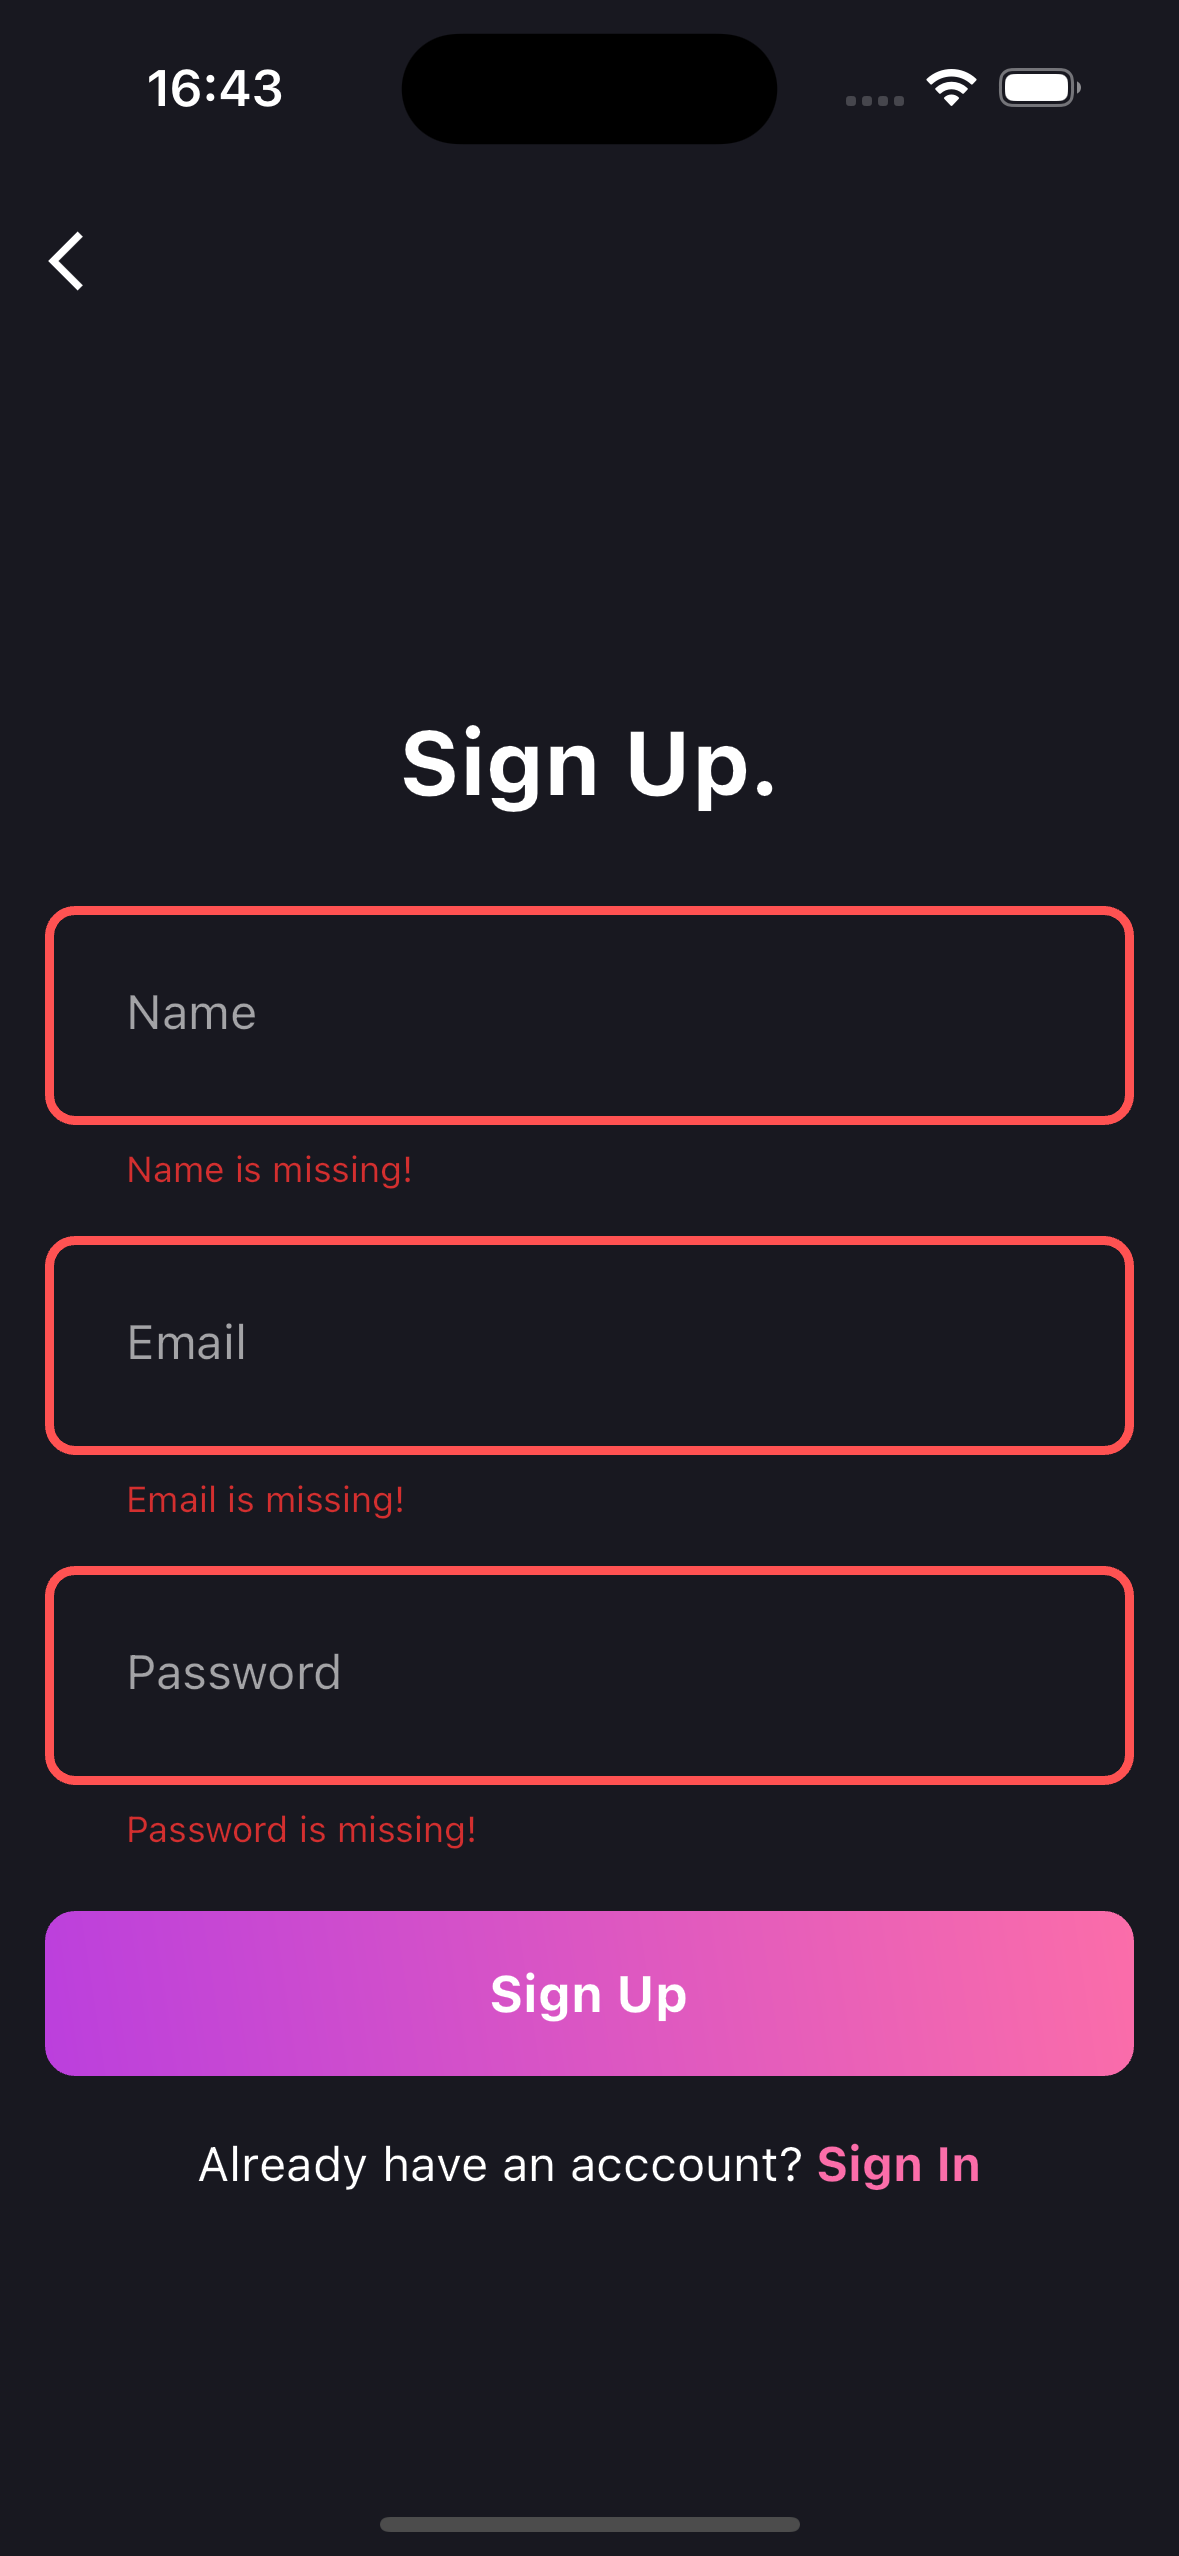 16:43
Sign Up.
Name
Name is missing!
Email
Email is missing!
Password
Password is missing!
Sign Up
Already have an acccount? Sign In